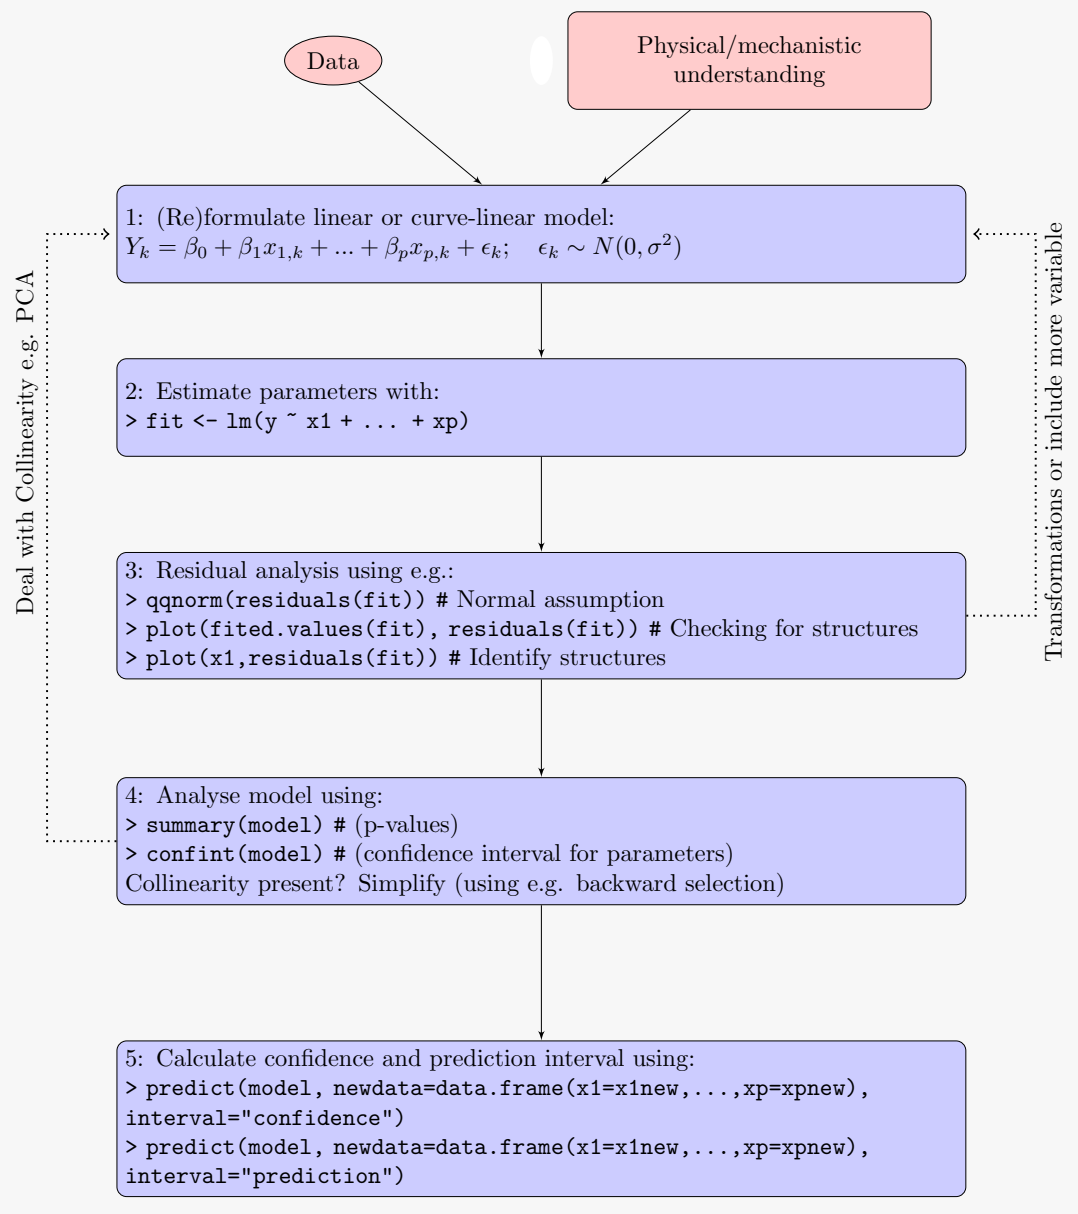 Data
Physical/mechanistic
understanding
1: (Re)formulate linear or curve-linear model:
Y_k = β_0 + β_1x_{1,k} + ... + β_px_{p,k} + ϵ_k; ϵ_k ∼ N(0, σ^2)
Deal with Collinearity e.g. PCA
Transformations or include more variable
2: Estimate parameters with:
> fit <- lm(y ~ x1 + ... + xp)
3: Residual analysis using e.g.:
> qqnorm(residuals(fit)) # Normal assumption
> plot(fited.values(fit), residuals(fit)) # Checking for structures
> plot(x1,residuals(fit)) # Identify structures
4: Analyse model using:
> summary(model) # (p-values)
> confint(model) # (confidence interval for parameters)
Collinearity present? Simplify (using e.g. backward selection)
5: Calculate confidence and prediction interval using:
> predict(model, newdata=data.frame(x1=x1new,...,xp=xpnew),
interval="confidence")
> predict(model, newdata=data.frame(x1=x1new,...,xp=xpnew),
interval="prediction")